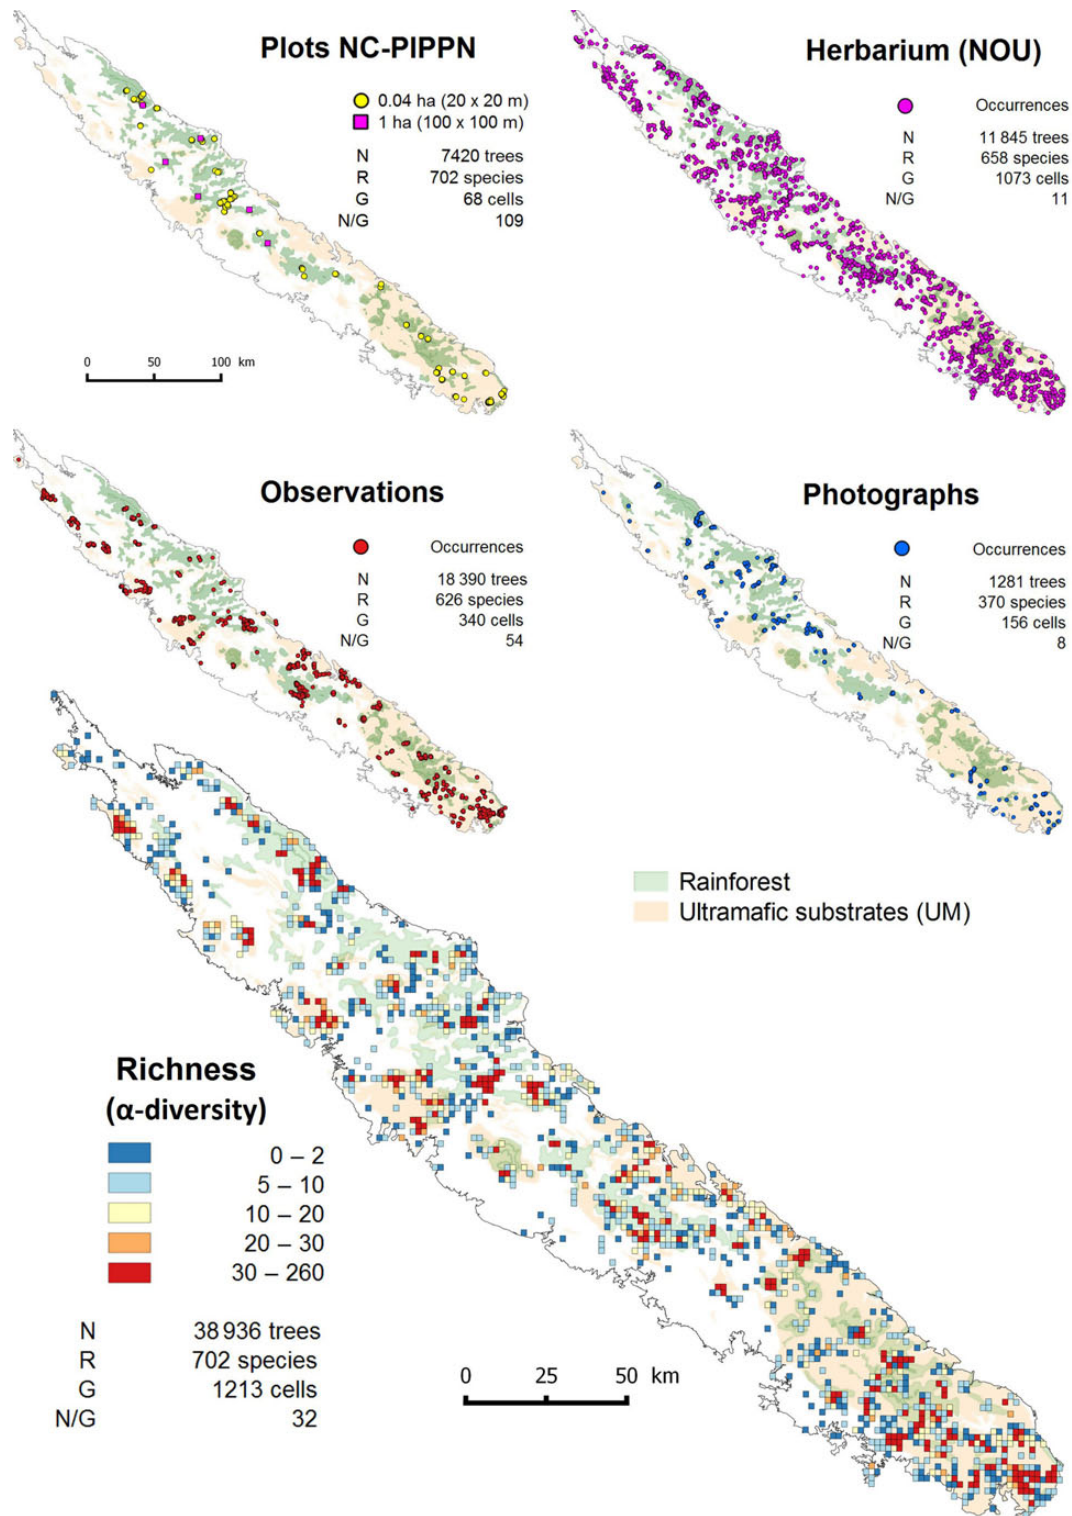 Plots NC-PIPPN
0.04 ha (20 x 20 m)
1 ha (100 x 100 m)
N 7420 trees
R 702 species
G 68 cells
N/G 109
0 50 100 km
Herbarium (NOU)
Occurrences
N 11 845 trees
R 658 species
G 1073 cells
N/G 11
Observations
Occurrences
N 18 390 trees
R 626 species
G 340 cells
N/G 54
Photographs
Occurrences
N 1281 trees
R 370 species
G 156 cells
N/G 8
Rainforest
Ultramafic substrates (UM)
Richness
(α-diversity)
0 – 2
5 – 10
10 – 20
20 – 30
30 – 260
N 38 936 trees
R 702 species
G 1213 cells
N/G 32
0 25 50 km